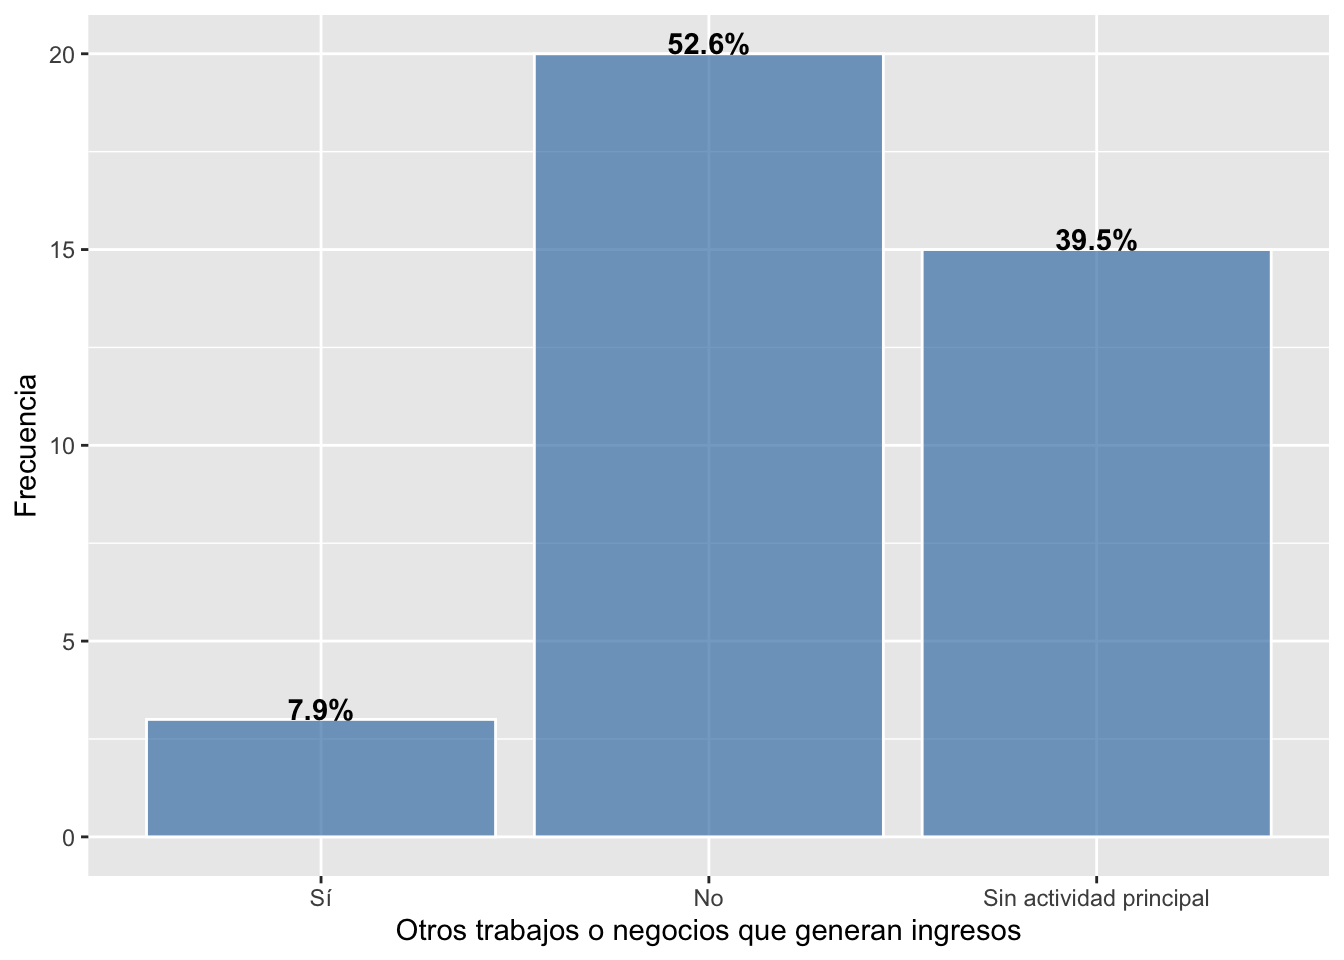 52.6%
20
39.5%
15
10
Frecuencia
5
7.9%
0
Sí No Sin actividad principal
Otros trabajos o negocios que generan ingresos